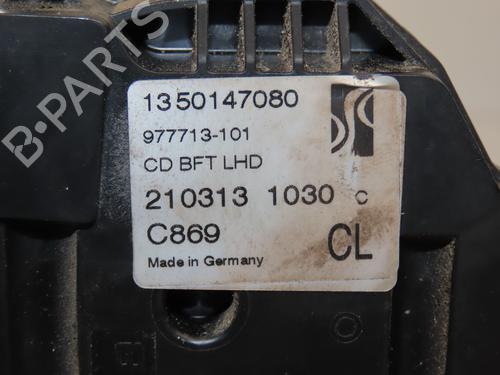 1350147080
977713-101
CD BFT LHD
210313 1030 C
C869
CL
Made in Germany
B-PARTS